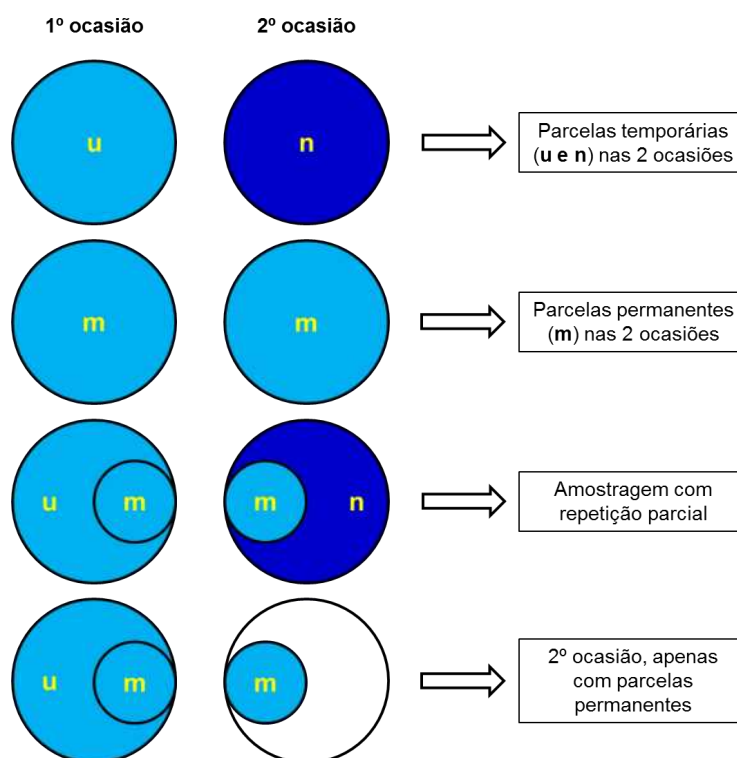 1º ocasião
2º ocasião
u
n
Parcelas temporárias
(u e n) nas 2 ocasiões
m
m
Parcelas permanentes
(m) nas 2 ocasiões
u
m
m
n
Amostragem com
repetição parcial
u
m
m
2º ocasião, apenas
com parcelas
permanentes